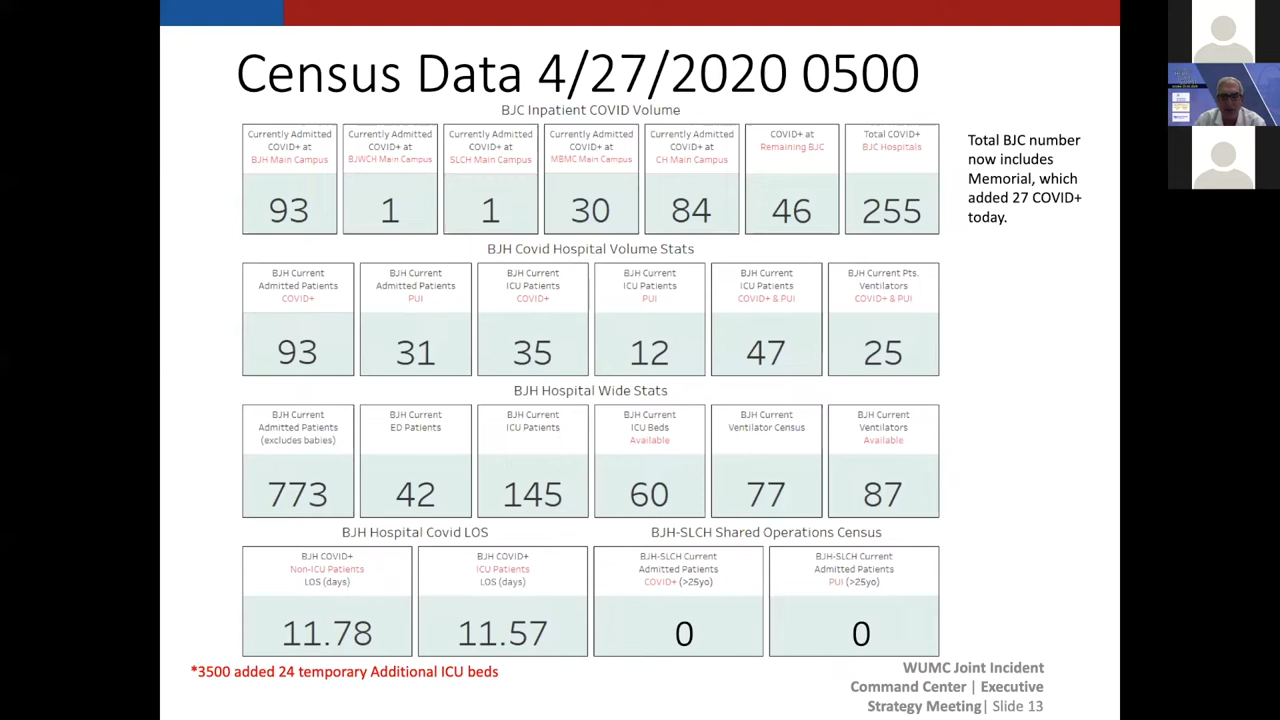 Census Data 4/27/2020 0500
BJC Inpatient COVID Volume
Currently Admitted
COVID+ at
BJH Main Campus
93
Currently Admitted
COVID+ at
BJWCH Main Campus
1
Currently Admitted
COVID+ at
SLCH Main Campus
1
Currently Admitted
COVID+ at
MBMC Main Campus
30
Currently Admitted
COVID+ at
CH Main Campus
84
COVID+ at
Remaining BJC
46
Total COVID+
BJC Hospitals
255
Total BJC number
now includes
Memorial, which
added 27 COVID+
today.
BJH Covid Hospital Volume Stats
BJH Current
Admitted Patients
COVID+
93
BJH Current
Admitted Patients
PUI
31
BJH Current
ICU Patients
COVID+
35
BJH Current
ICU Patients
PUI
12
BJH Current
ICU Patients
COVID+ & PUI
47
BJH Current Pts.
Ventilators
COVID+ & PUI
25
BJH Hospital Wide Stats
BJH Current
Admitted Patients
(excludes babies)
773
BJH Current
ED Patients
42
BJH Current
ICU Patients
145
BJH Current
ICU Beds
Available
60
BJH Current
Ventilator Census
77
BJH Current
Ventilators
Available
87
BJH Hospital Covid LOS
BJH COVID+
Non-ICU Patients
LOS (days)
11.78
BJH COVID+
ICU Patients
LOS (days)
11.57
BJH-SLCH Shared Operations Census
BJH-SLCH Current
Admitted Patients
COVID+ (>25yo)
0
BJH-SLCH Current
Admitted Patients
PUI (>25yo)
0
*3500 added 24 temporary Additional ICU beds
WUMC Joint Incident
Command Center | Executive
Strategy Meeting| Slide 13